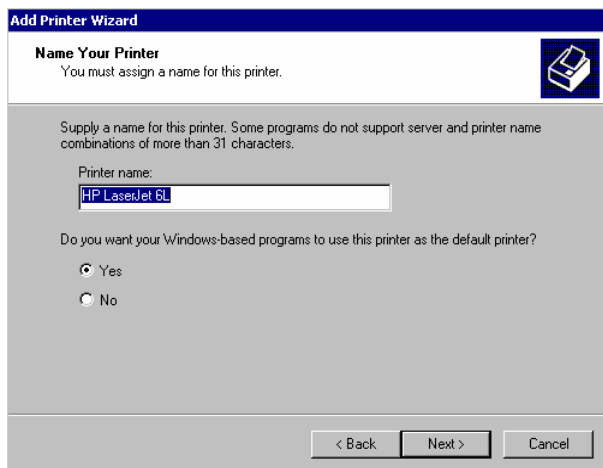 Add Printer Wizard
Name Your Printer
You must assign a name for this printer.
Supply a name for this printer. Some programs do not support server and printer name
combinations of more than 31 characters.
Printer name:
HP LaserJet 6L
Do you want your Windows-based programs to use this printer as the default printer?
Yes
No
< Back
Next >
Cancel